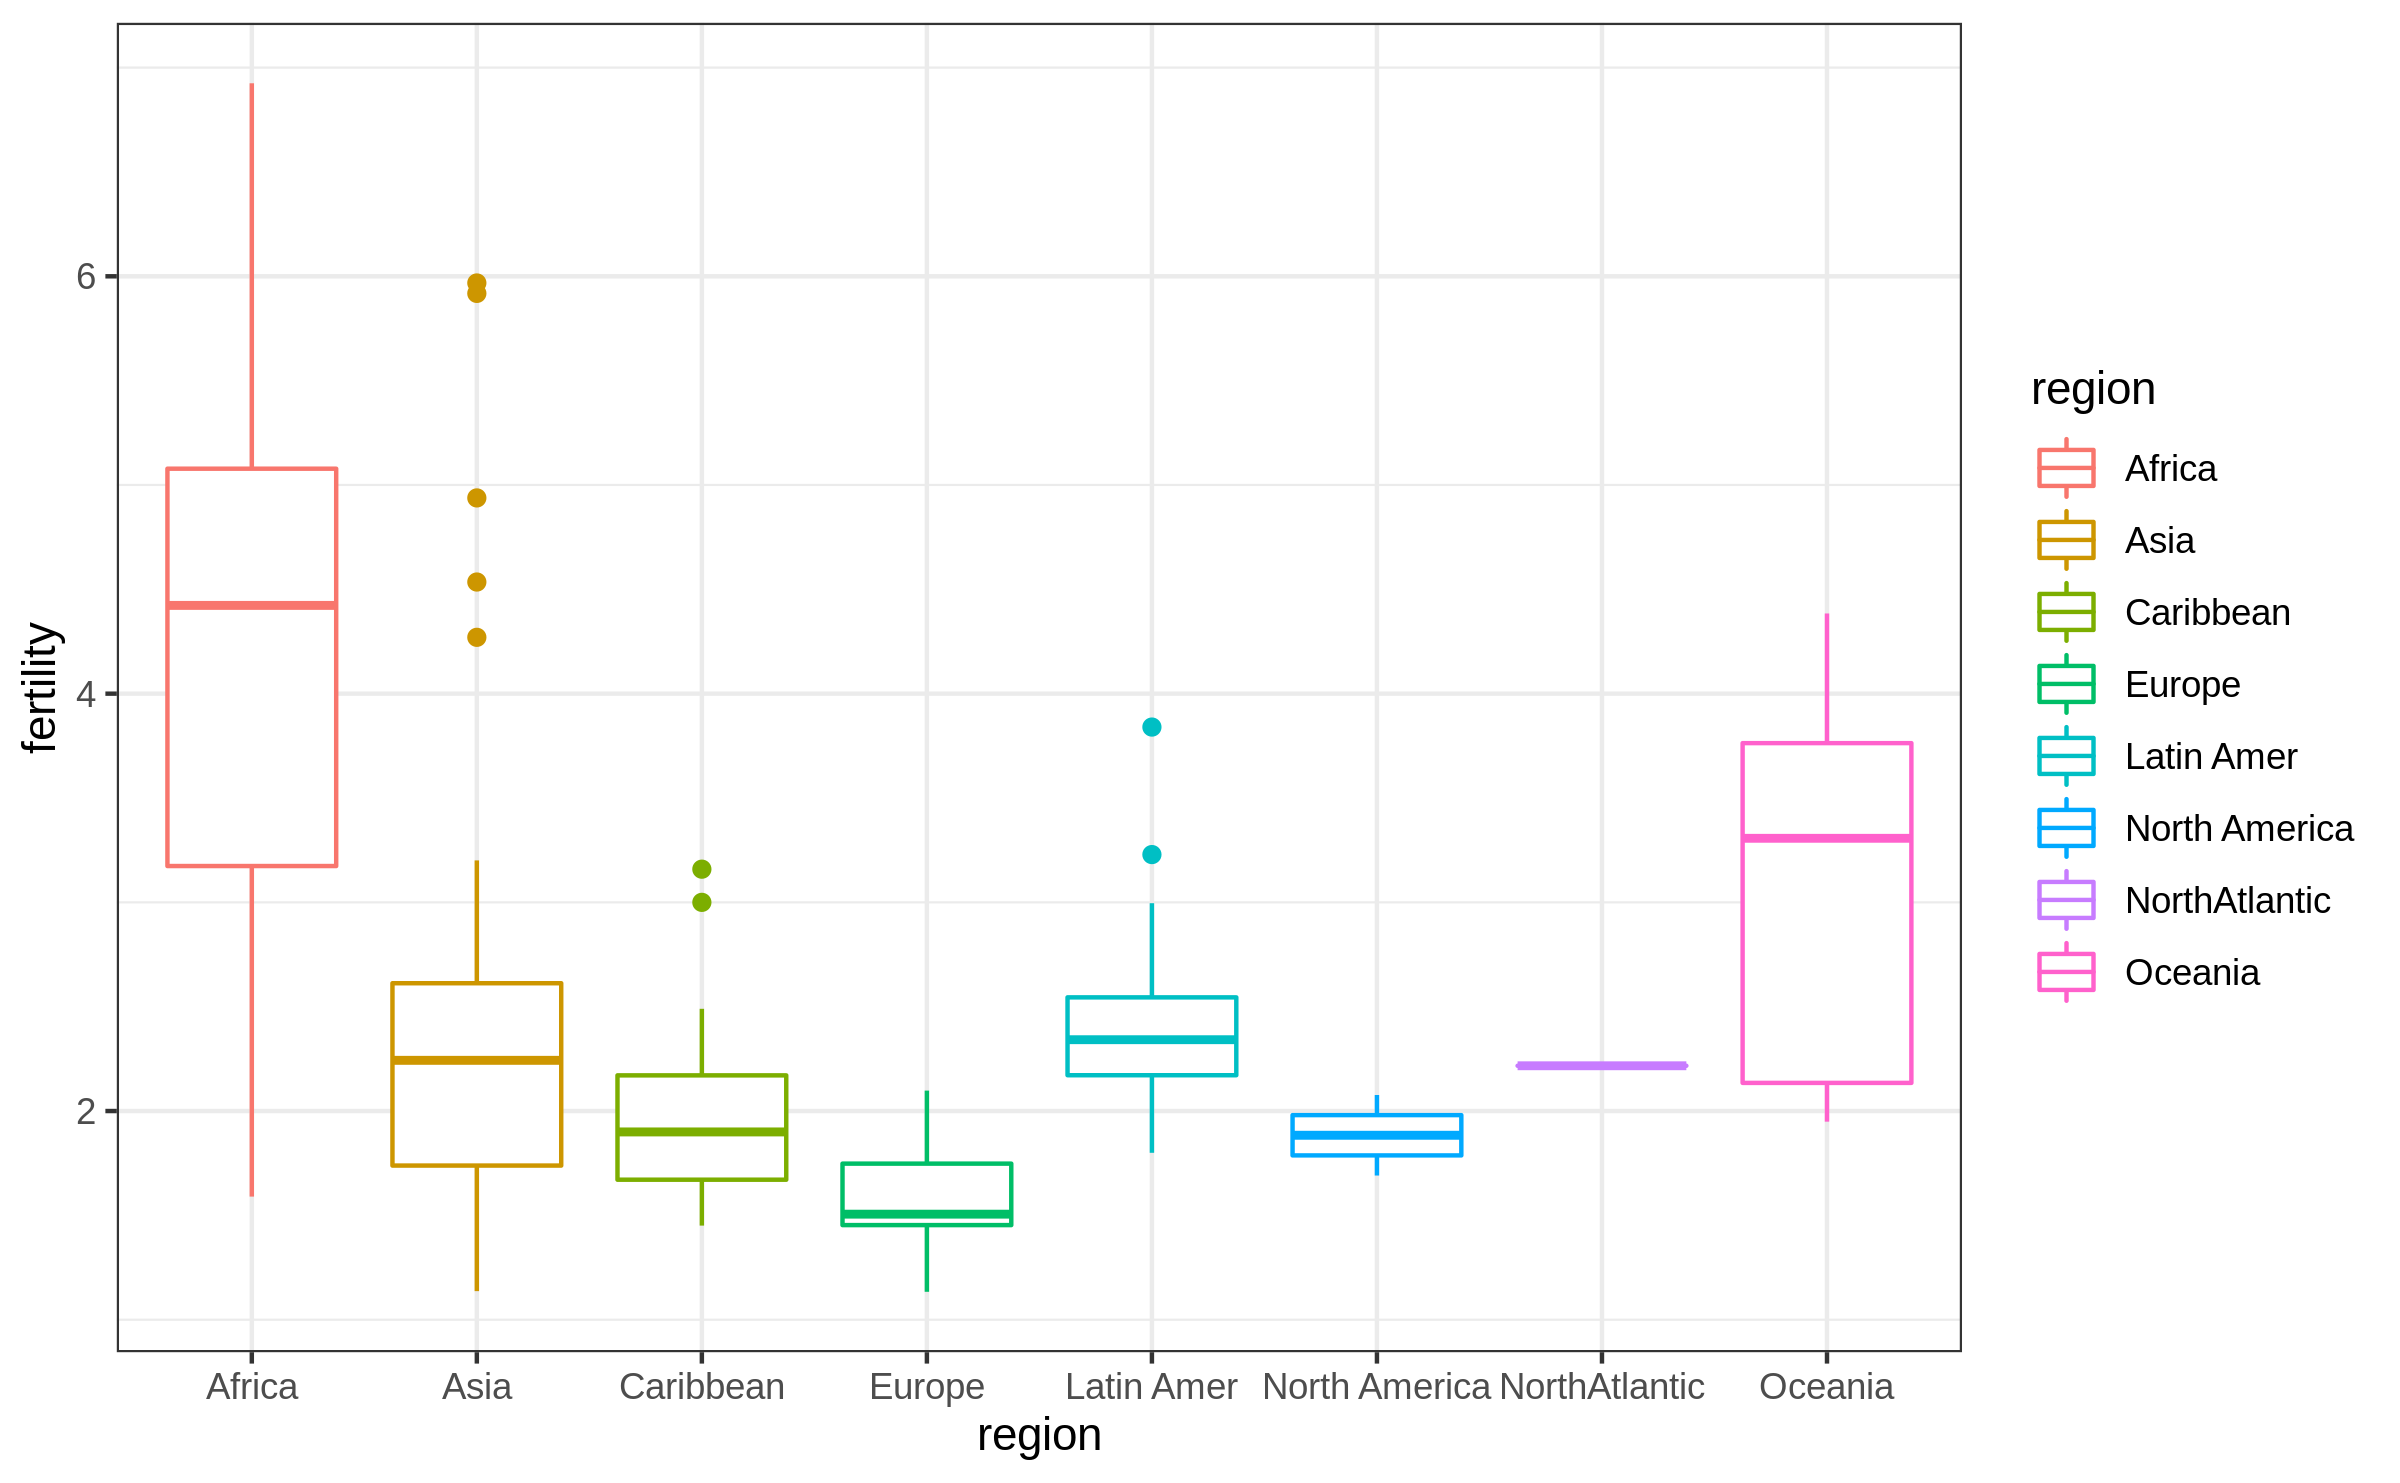 fertility
6
4
2
Africa Asia Caribbean Europe Latin Amer North America NorthAtlantic Oceania
region
region
Africa
Asia
Caribbean
Europe
Latin Amer
North America
NorthAtlantic
Oceania